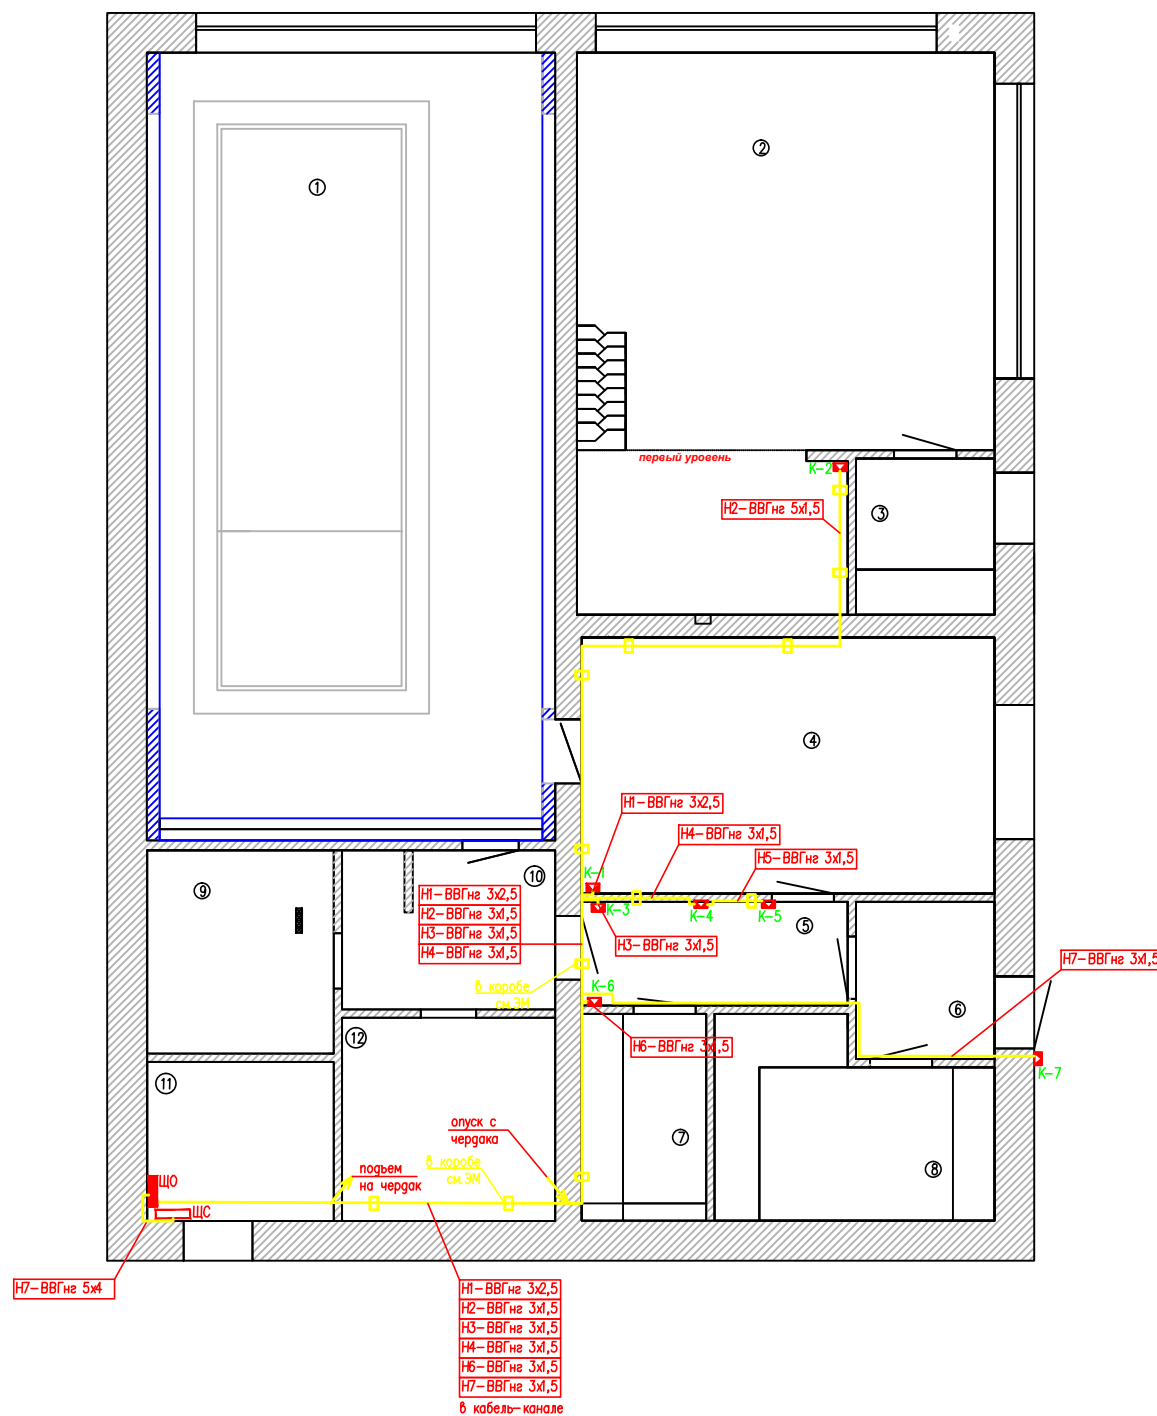 1
2
первый уровень
К-2
Н2-ВВГнг 5х1,5
3
4
Н1-ВВГнг 3х2,5
Н4-ВВГнг 3х1,5
Н5-ВВГнг 3х1,5
К-1
К-3
К-4
К-5
5
Н3-ВВГнг 3х1,5
9
10
Н1-ВВГнг 3х2,5
Н2-ВВГнг 3х1,5
Н3-ВВГнг 3х1,5
Н4-ВВГнг 3х1,5
в коробе
см.ЭМ
К-6
Н7-ВВГнг 3х1,5
6
Н6-ВВГнг 3х1,5
К-7
12
11
опуск с
чердака
7
8
в коробе
см.ЭМ
подъем
на чердак
ЩО
ЩС
Н7-ВВГнг 5х4
Н1-ВВГнг 3х2,5
Н2-ВВГнг 3х1,5
Н3-ВВГнг 3х1,5
Н4-ВВГнг 3х1,5
Н6-ВВГнг 3х1,5
Н7-ВВГнг 3х1,5
в кабель-канале